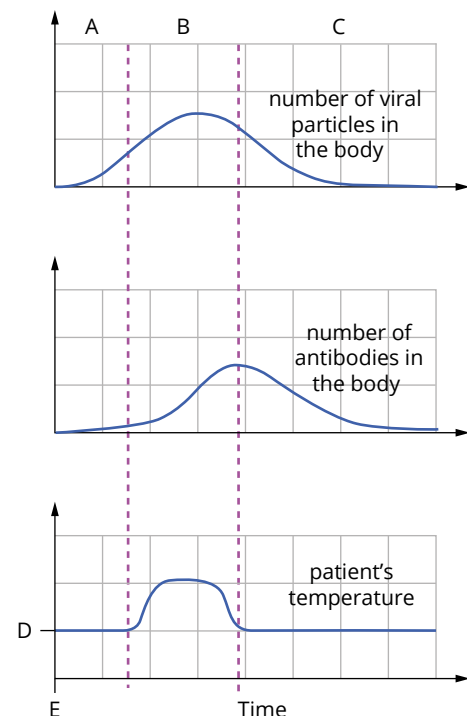 A B C
number of viral
particles in
the body
number of
antibodies in
the body
patient's
temperature
D
E Time